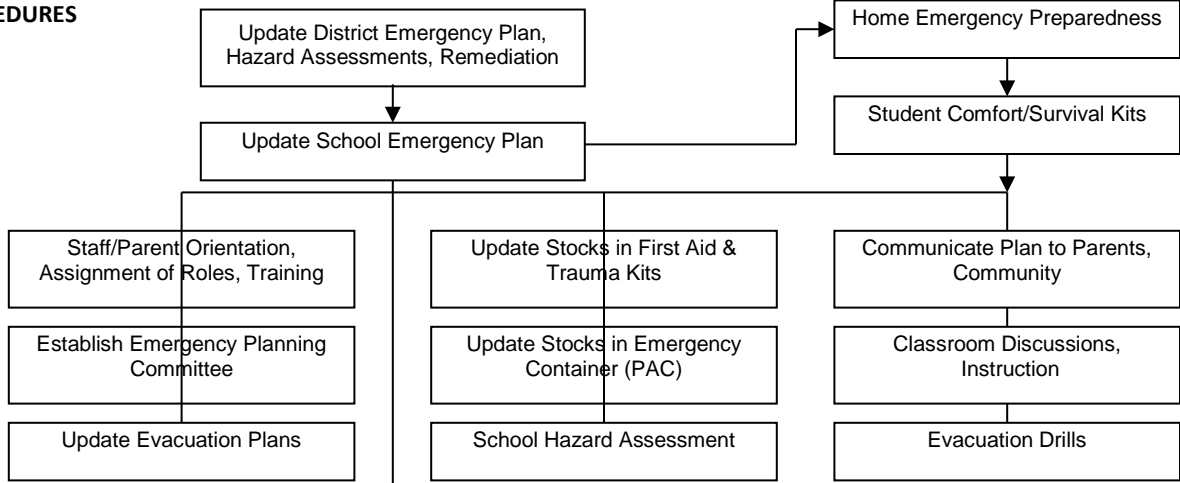 EDURES
Update District Emergency Plan,
Hazard Assessments, Remediation
Home Emergency Preparedness
Update School Emergency Plan
Student Comfort/Survival Kits
Staff/Parent Orientation,
Assignment of Roles, Training
Update Stocks in First Aid &
Trauma Kits
Communicate Plan to Parents,
Community
Establish Emergency Planning
Committee
Update Stocks in Emergency
Container (PAC)
Classroom Discussions,
Instruction
Update Evacuation Plans
School Hazard Assessment
Evacuation Drills